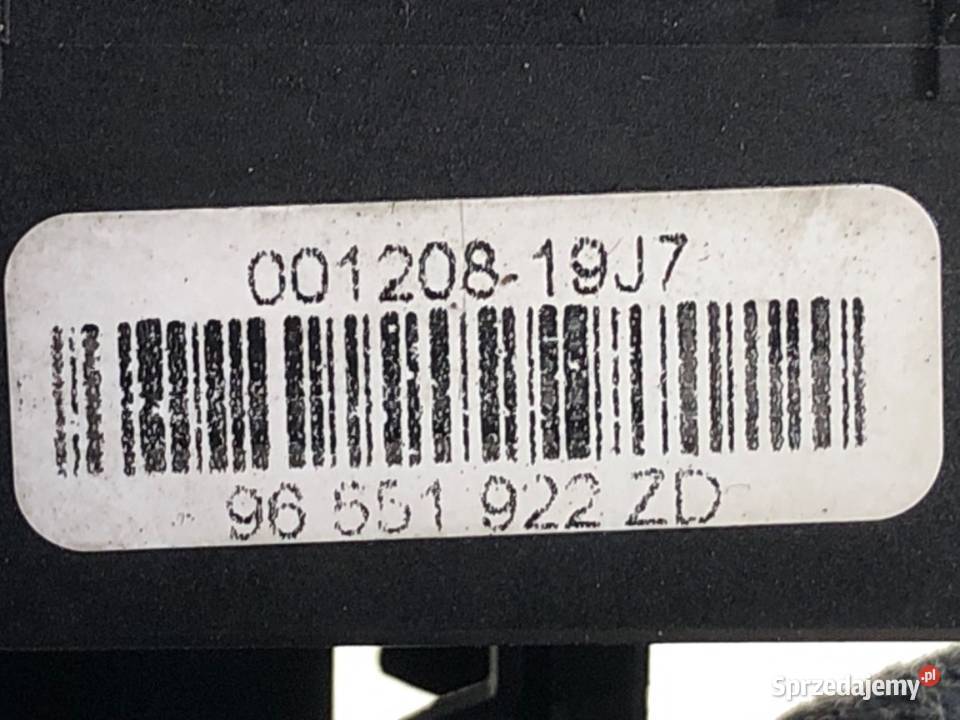 001208-19J7
96 551 922 ZD
Sprzedajemy.pl